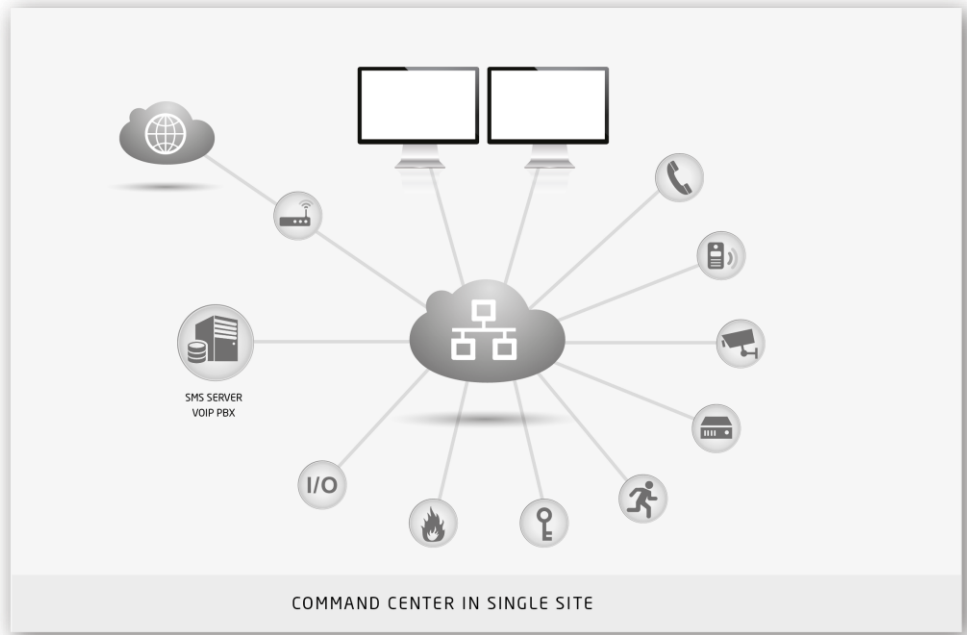 SMS SERVER
VOIP PBX
I/O
COMMAND CENTER IN SINGLE SITE